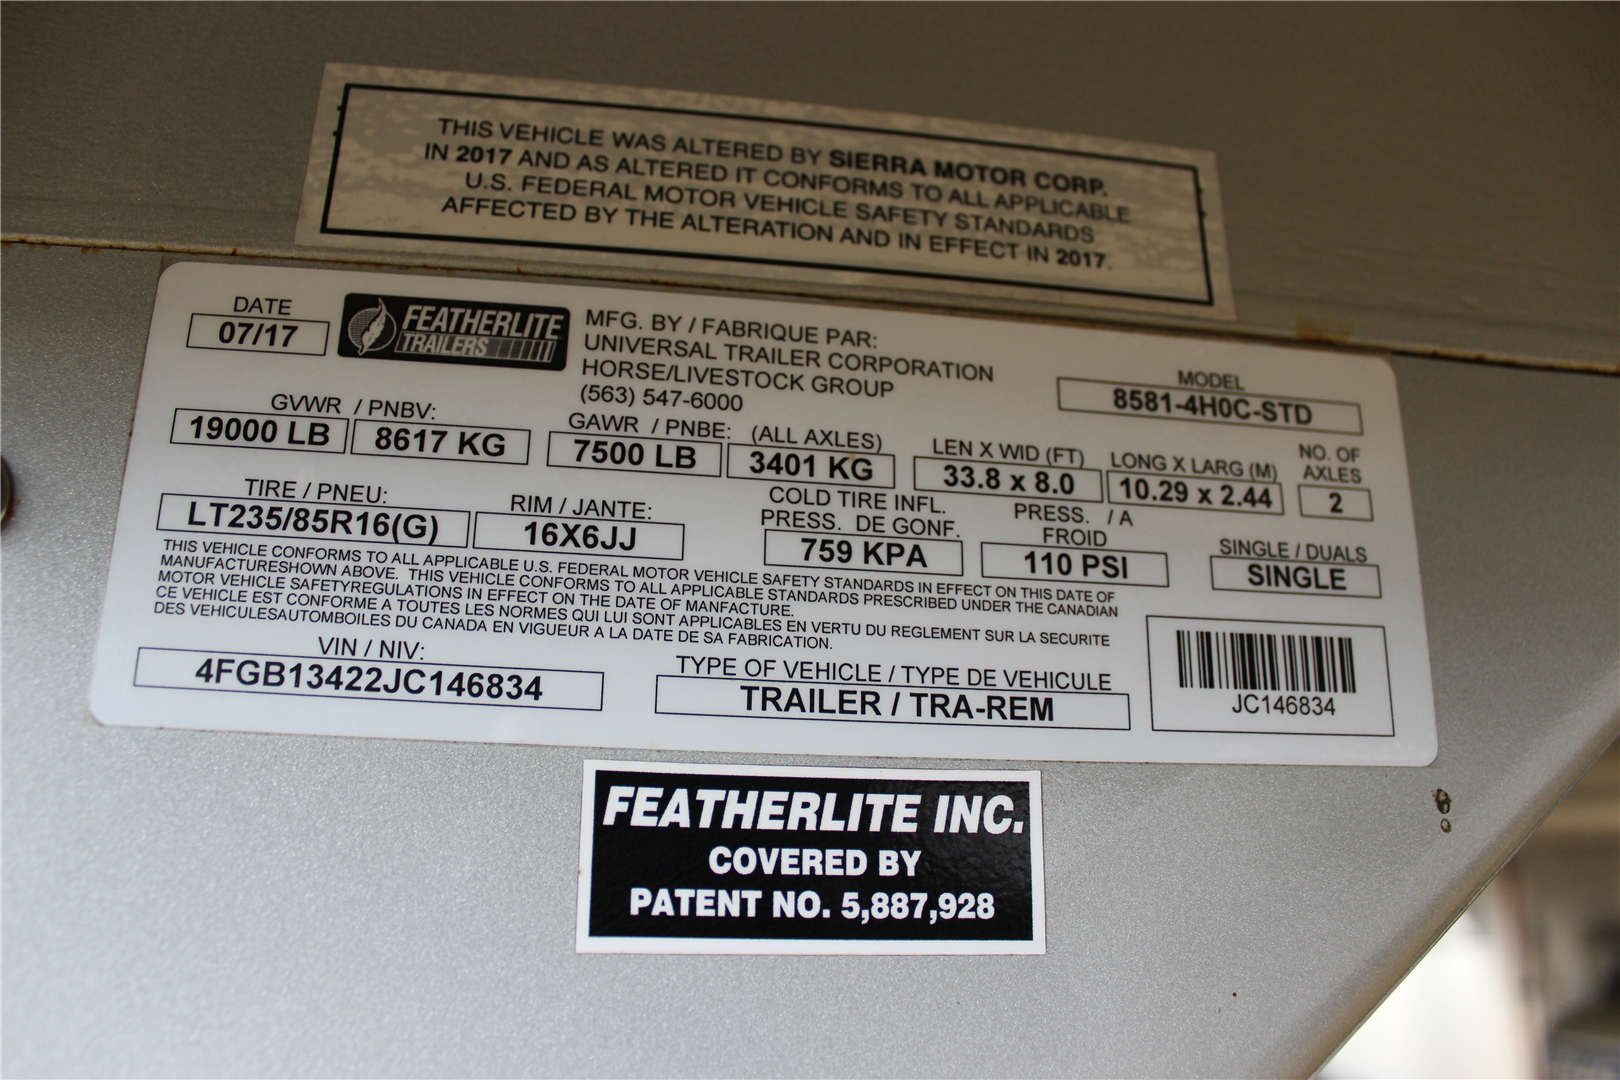 THIS VEHICLE WAS ALTERED BY SIERRA MOTOR CORP.
IN 2017 AND AS ALTERED IT CONFORMS TO ALL APPLICABLE
U.S. FEDERAL MOTOR VEHICLE SAFETY STANDARDS
AFFECTED BY THE ALTERATION AND IN EFFECT IN 2017.
DATE
07/17
FEATHERLITE
TRAILERS
MFG. BY / FABRIQUE PAR:
UNIVERSAL TRAILER CORPORATION
HORSE/LIVESTOCK GROUP
(563) 547-6000
MODEL
8581-4H0C-STD
GVWR / PNBV:
19000 LB 8617 KG
GAWR / PNBE: (ALL AXLES)
7500 LB 3401 KG
LEN X WID (FT)
33.8 x 8.0
LONG X LARG (M)
10.29 x 2.44
NO. OF
AXLES
2
TIRE / PNEU:
LT235/85R16(G)
RIM / JANTE:
16X6JJ
COLD TIRE INFL. PRESS. / A
PRESS. DE GONF. FROID
759 KPA 110 PSI
SINGLE / DUALS
SINGLE
THIS VEHICLE CONFORMS TO ALL APPLICABLE U.S. FEDERAL MOTOR VEHICLE SAFETY STANDARDS IN EFFECT ON THIS DATE OF
MANUFACTURESHOWN ABOVE. THIS VEHICLE CONFORMS TO ALL APPLICABLE STANDARDS PRESCRIBED UNDER THE CANADIAN
MOTOR VEHICLE SAFETYREGULATIONS IN EFFECT ON THE DATE OF MANFACTURE.
CE VEHICLE EST CONFORME A TOUTES LES NORMES QUI LUI SONT APPLICABLES EN VERTU DU REGLEMENT SUR LA SECURITE
DES VEHICULESAUTOMBOILES DU CANADA EN VIGUEUR A LA DATE DE SA FABRICATION.
VIN / NIV:
4FGB13422JC146834
TYPE OF VEHICLE / TYPE DE VEHICULE
TRAILER / TRA-REM
JC146834
FEATHERLITE INC.
COVERED BY
PATENT NO. 5,887,928